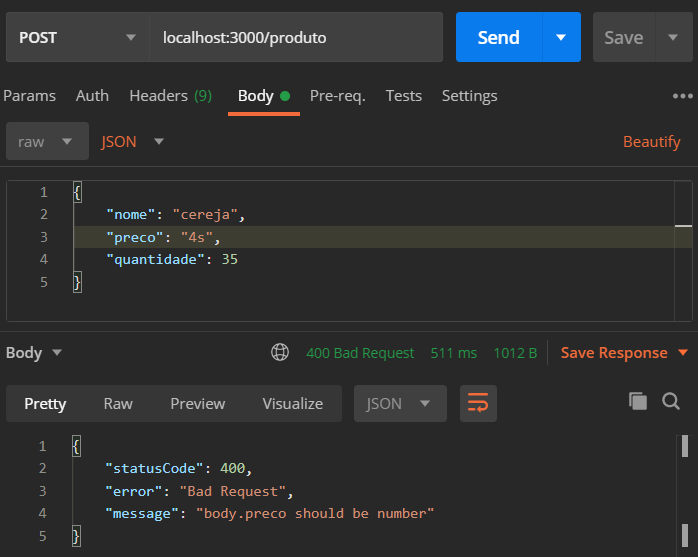 POST localhost:3000/produto Send Save
Params Auth Headers (9) Body Pre-req. Tests Settings
raw JSON Beautify
1 {
2 "nome": "cereja",
3 "preco": "4s",
4 "quantidade": 35
5 }
Body 400 Bad Request 511 ms 1012 B Save Response
Pretty Raw Preview Visualize JSON
1 {
2 "statusCode": 400,
3 "error": "Bad Request",
4 "message": "body.preco should be number"
5 }